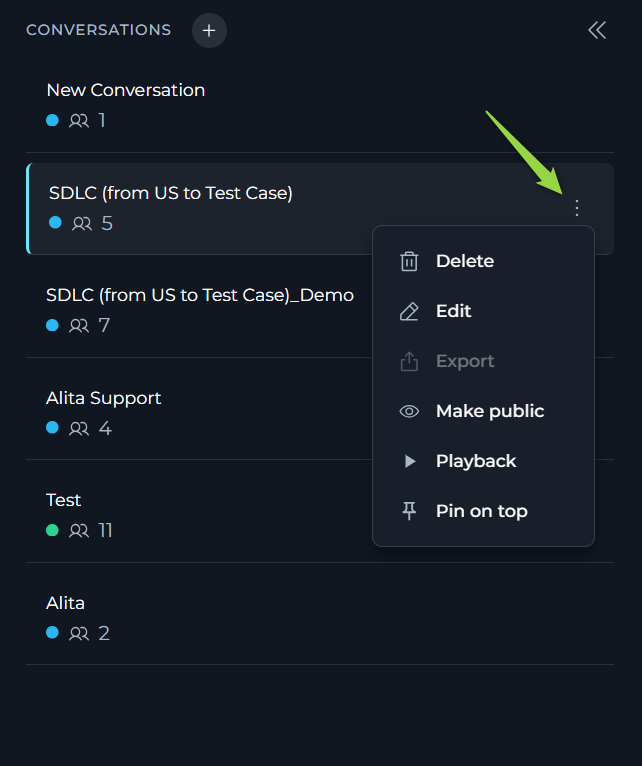 CONVERSATIONS
New Conversation
1
SDLC (from US to Test Case)
5
Delete
Edit
Export
Make public
Playback
Pin on top
SDLC (from US to Test Case)_Demo
7
Alita Support
4
Test
11
Alita
2